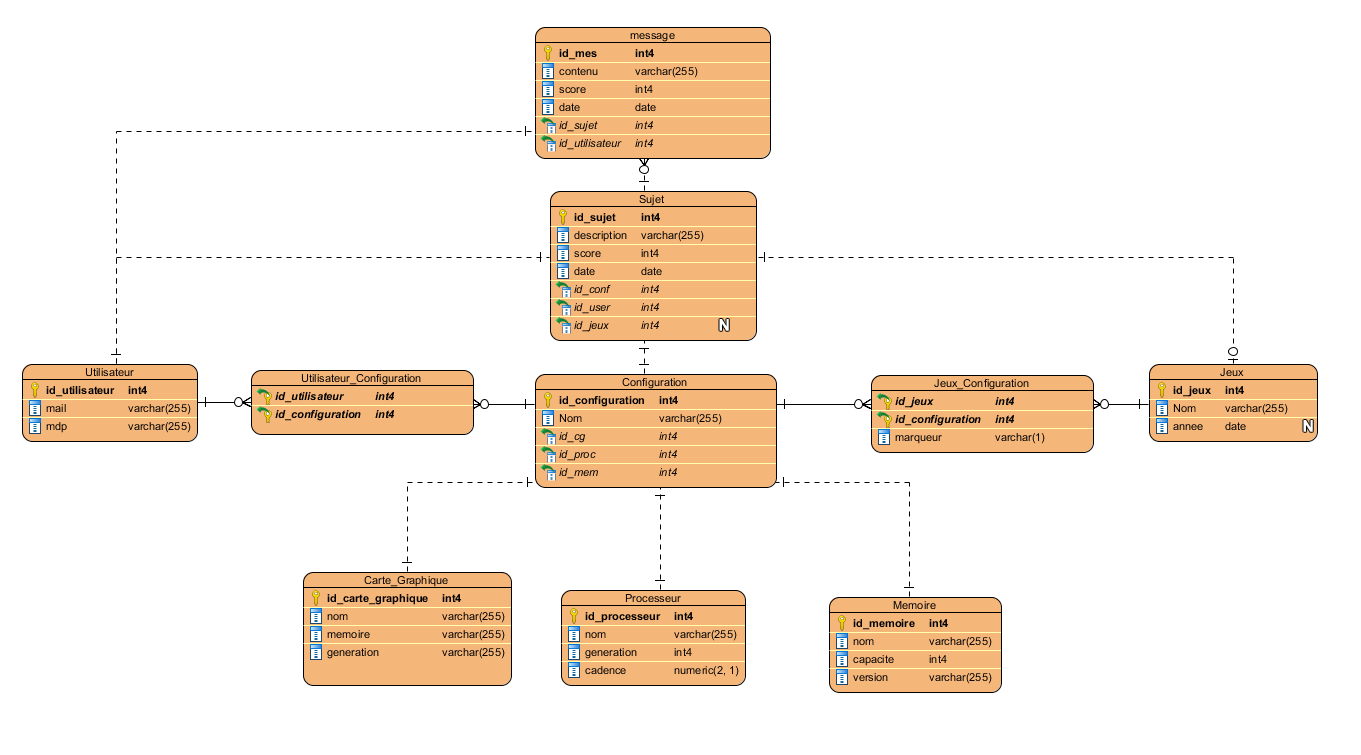 message
id_mes int4
contenu varchar(255)
score int4
date date
id_sujet int4
id_utilisateur int4
Sujet
id_sujet int4
description varchar(255)
score int4
date date
id_conf int4
id_user int4
id_jeux int4 N
Utilisateur
id_utilisateur int4
mail varchar(255)
mdp varchar(255)
Utilisateur_Configuration
id_utilisateur int4
id_configuration int4
Configuration
id_configuration int4
Nom varchar(255)
id_cg int4
id_proc int4
id_mem int4
Jeux_Configuration
id_jeux int4
id_configuration int4
marqueur varchar(1)
Jeux
id_jeux int4
Nom varchar(255)
annee date N
Carte_Graphique
id_carte_graphique int4
nom varchar(255)
memoire varchar(255)
generation varchar(255)
Processeur
id_processeur int4
nom varchar(255)
generation int4
cadence numeric(2, 1)
Memoire
id_memoire int4
nom varchar(255)
capacite int4
version varchar(255)